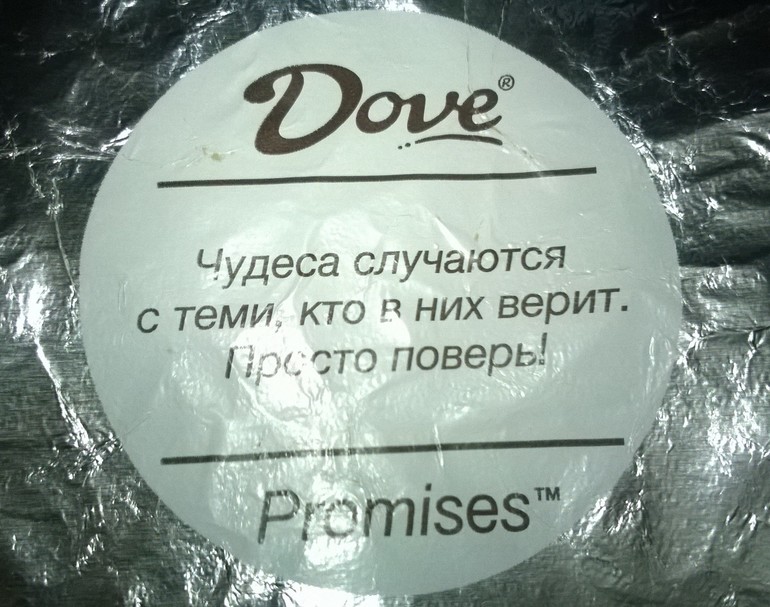 Dove®
Чудеса случаются
с теми, кто в них верит.
Просто поверь!
Promises™